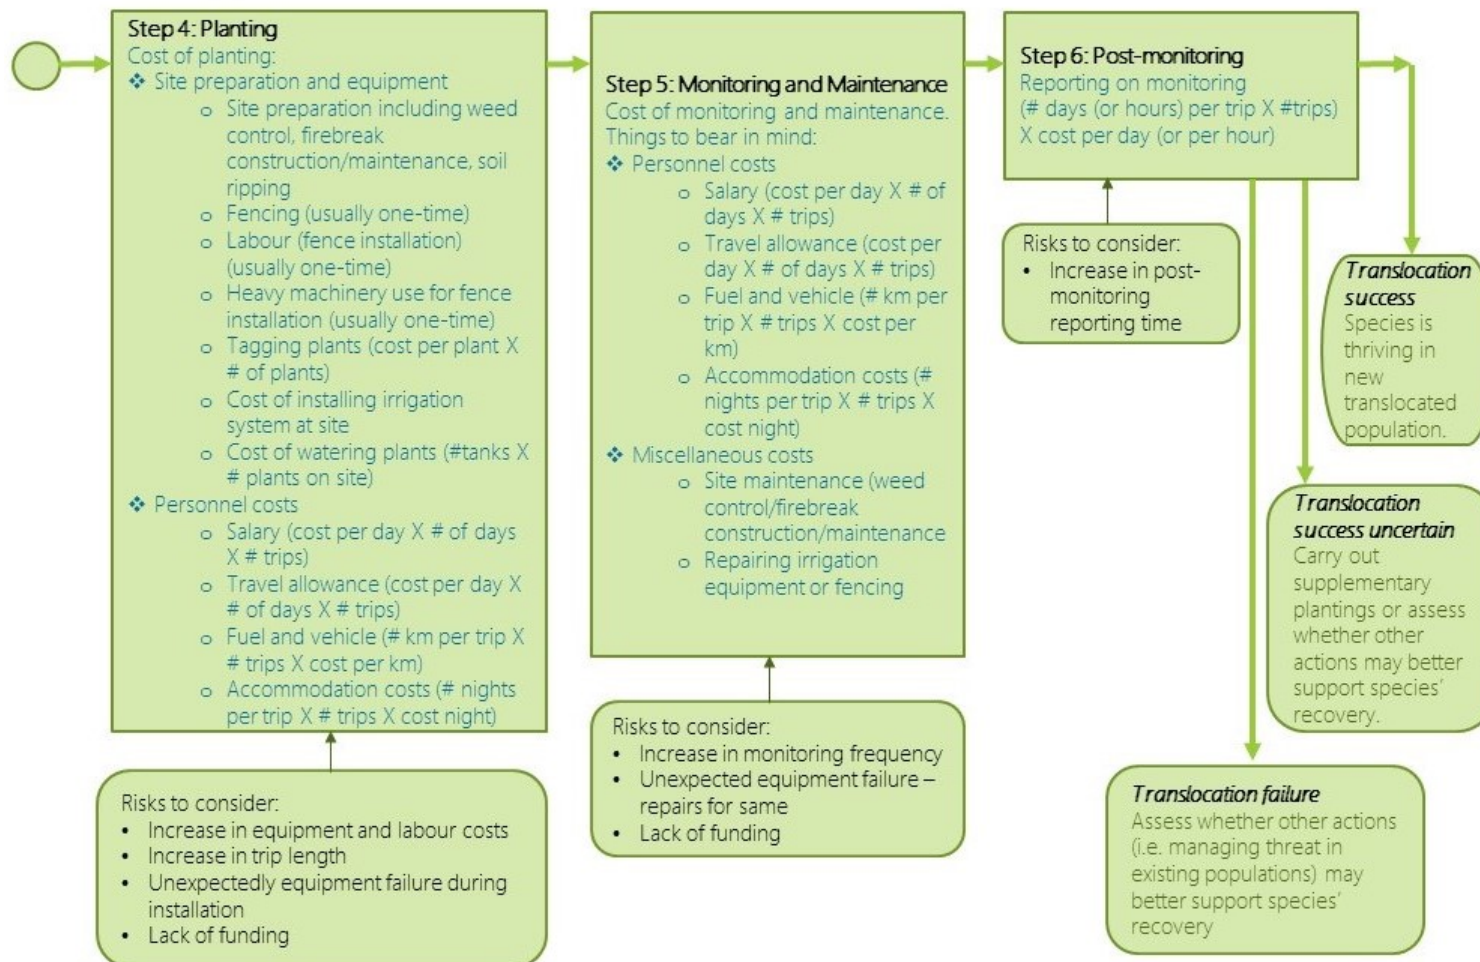 Step 4: Planting
Cost of planting:
❖ Site preparation and equipment
o Site preparation including weed
control, firebreak
construction/maintenance, soil
ripping
o Fencing (usually one-time)
o Labour (fence installation)
(usually one-time)
o Heavy machinery use for fence
installation (usually one-time)
o Tagging plants (cost per plant X
# of plants)
o Cost of installing irrigation
system at site
o Cost of watering plants (#tanks X
# plants on site)
❖ Personnel costs
o Salary (cost per day X # of days
X # trips)
o Travel allowance (cost per day X
# of days X # trips)
o Fuel and vehicle (# km per trip X
# trips X cost per km)
o Accommodation costs (# nights
per trip X # trips X cost night)
Risks to consider:
• Increase in equipment and labour costs
• Increase in trip length
• Unexpectedly equipment failure during
installation
• Lack of funding
Step 5: Monitoring and Maintenance
Cost of monitoring and maintenance.
Things to bear in mind:
❖ Personnel costs
o Salary (cost per day X # of
days X # trips)
o Travel allowance (cost per
day X # of days X # trips)
o Fuel and vehicle (# km per
trip X # trips X cost per
km)
o Accommodation costs (#
nights per trip X # trips X
cost night)
❖ Miscellaneous costs
o Site maintenance (weed
control/firebreak
construction/maintenance
o Repairing irrigation
equipment or fencing
Risks to consider:
• Increase in monitoring frequency
• Unexpected equipment failure –
repairs for same
• Lack of funding
Step 6: Post-monitoring
Reporting on monitoring
(# days (or hours) per trip X #trips)
X cost per day (or per hour)
Risks to consider:
• Increase in post-
monitoring
reporting time
Translocation
success
Species is
thriving in
new
translocated
population.
Translocation
success uncertain
Carry out
supplementary
plantings or assess
whether other
actions may better
support species'
recovery.
Translocation failure
Assess whether other actions
(i.e. managing threat in
existing populations) may
better support species'
recovery